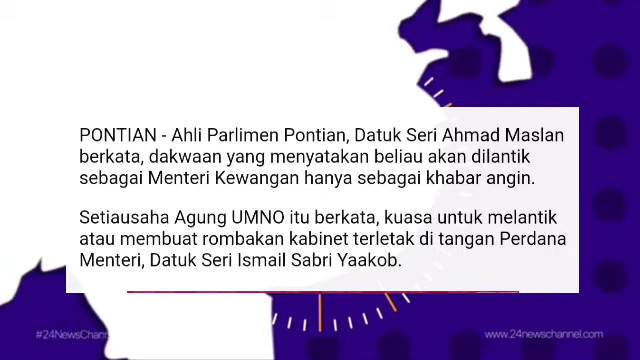 PONTIAN - Ahli Parlimen Pontian, Datuk Seri Ahmad Maslan
berkata, dakwaan yang menyatakan beliau akan dilantik
sebagai Menteri Kewangan hanya sebagai khabar angin.
Setiausaha Agung UMNO itu berkata, kuasa untuk melantik
atau membuat rombakan kabinet terletak di tangan Perdana
Menteri, Datuk Seri Ismail Sabri Yaakob.
#24NewsChann
www.24newschannel.com